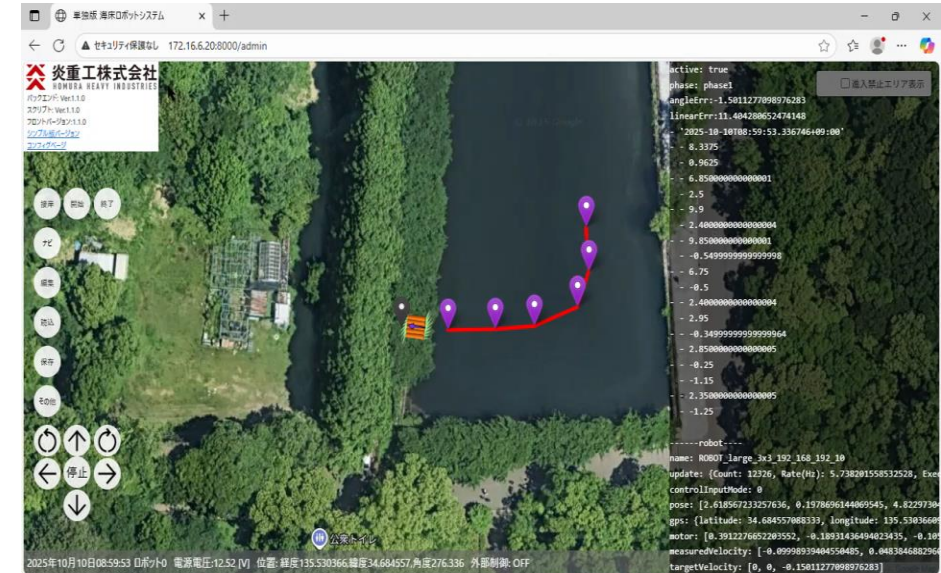 単独版 海床ロボットシステム
セキュリティ保護なし 172.16.6.20:8000/admin
炎重工株式会社
HOMURA HEAVY INDUSTRIES
バックエンド: Ver.1.1.0
スクリプト: Ver.1.1.0
フロントバージョン:1.1.0
シンプル版バージョン
コンフィグページ
進入禁止エリア表示
接岸
開始
終了
ナビ
編集
読込
保存
その他
停止
公衆トイレ
active: true
phase: phase1
angleErr:-1.5011277098976283
linearErr:11.404280652474148
- '2025-10-10T08:59:53.336746+09:00'
- - 8.3375
- 0.9625
- - 6.850000000000001
- 2.5
- - 9.9
- 2.4000000000000004
- - 9.850000000000001
- -0.5499999999999998
- - 6.75
- -0.5
- - 2.4000000000000004
- 2.95
- - -0.34999999999999964
- 2.8500000000000005
- - -0.25
- -1.15
- - 2.3500000000000005
- -1.25
------robot----
name: ROBOT_large_3x3_192_168_192_10
update: {Count: 12326, Rate(Hz): 5.738201558532528, Exe
controlInputMode: 0
pose: [2.618567233257636, 0.1978696144069545, 4.8229730
gps: {latitude: 34.684557088333, longitude: 135.5303660
motor: [0.3912276652203552, -0.18931436494023435, -0.10
measuredVelocity: [-0.09998939404550485, 0.048384688296
targetVelocity: [0, 0, -0.15011277098976283]
2025年10月10日08:59:53 ロボット0 電源電圧:12.52 [V] 位置: 経度135.530366,緯度34.684557,角度276.336 外部制御: OFF